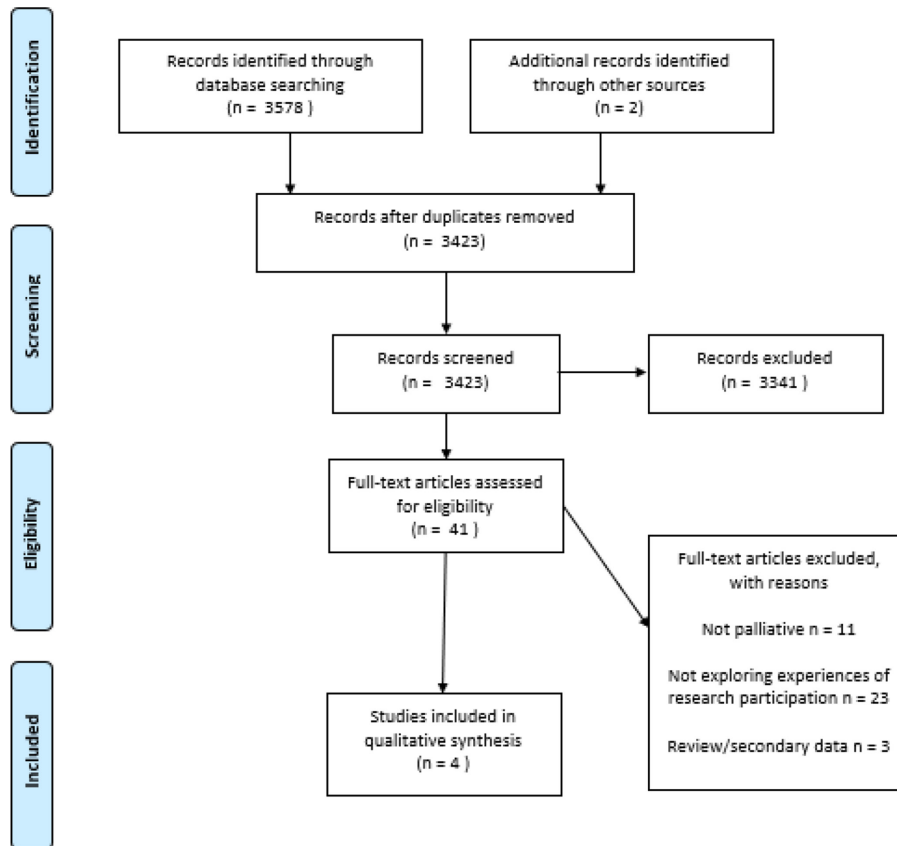 Identification
Records identified through
database searching
(n = 3578 )
Additional records identified
through other sources
(n = 2)
Records after duplicates removed
(n = 3423)
Screening
Records screened
(n = 3423)
Records excluded
(n = 3341 )
Eligibility
Full-text articles assessed
for eligibility
(n = 41 )
Full-text articles excluded,
with reasons
Not palliative n = 11
Not exploring experiences of
research participation n = 23
Review/secondary data n = 3
Included
Studies included in
qualitative synthesis
(n = 4 )